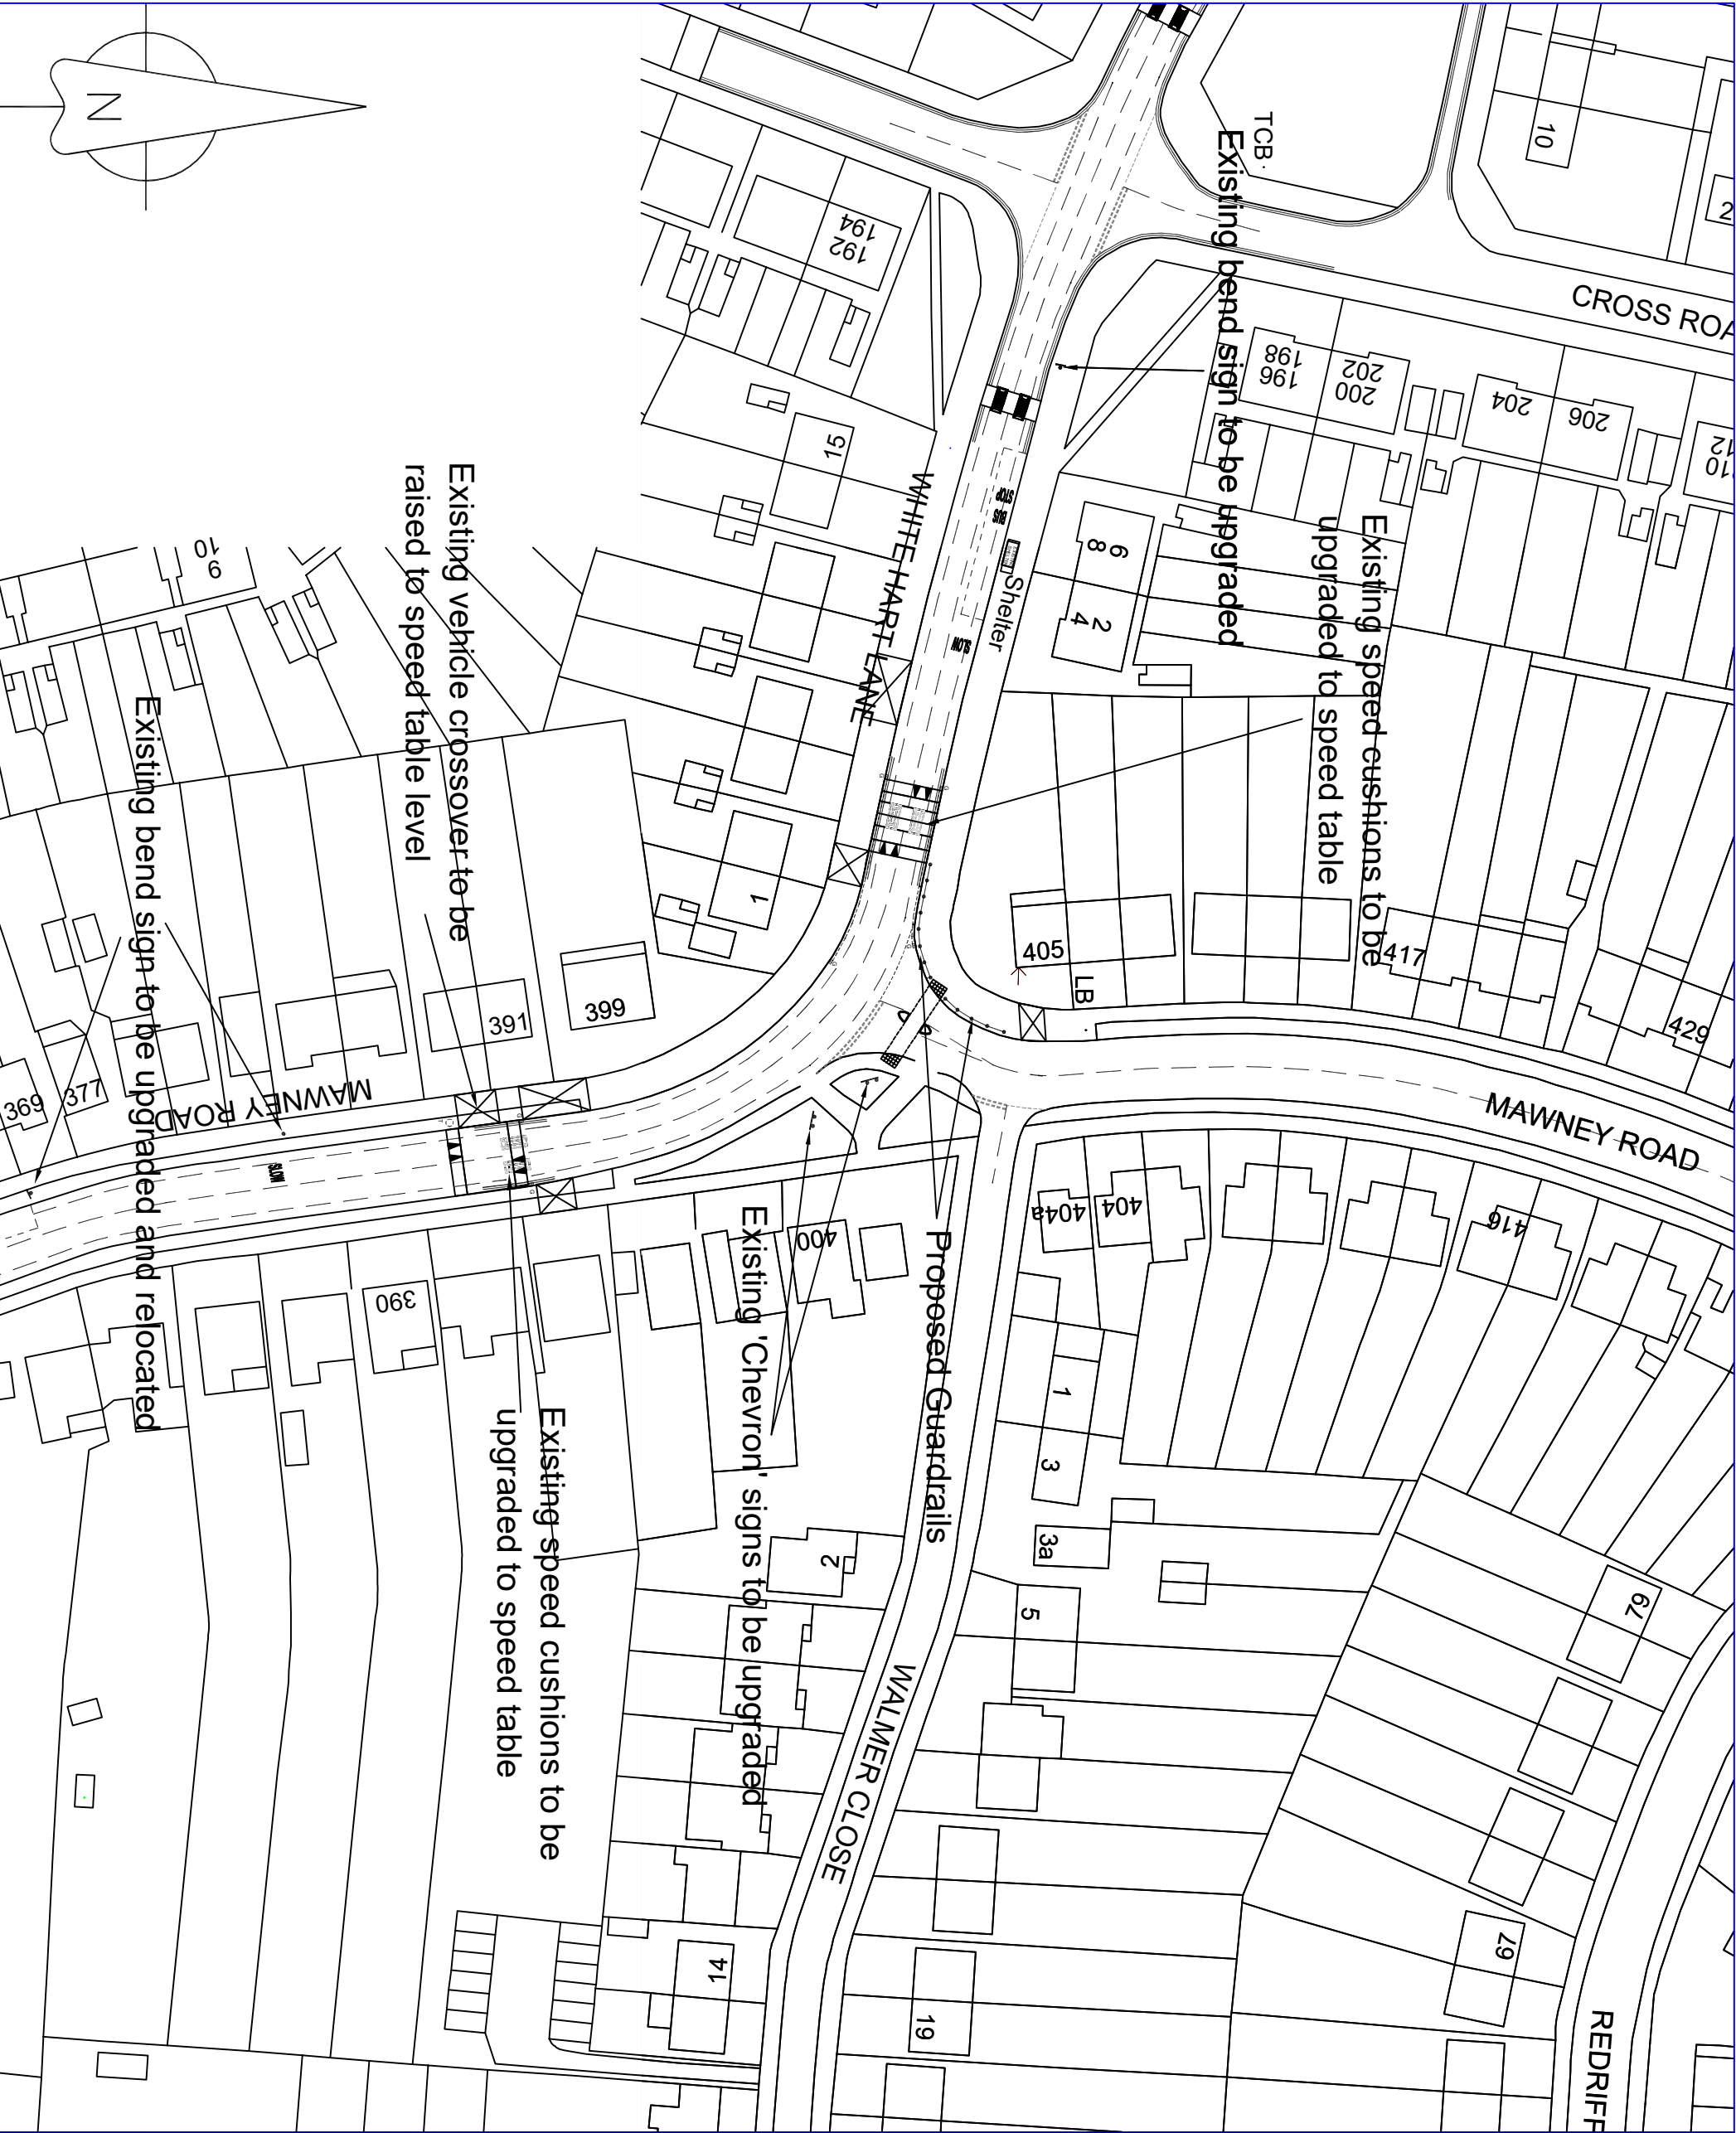 N
TCB
10
2
CROSS ROA
Existing bend sign to be upgraded
192
194
196
198
200
202
204
206
210
212
15
WHITE HART LANE
BUS
STOP
Shelter
SLOW
6
8
2
4
Existing speed cushions to be
upgraded to speed table
Existing vehicle crossover to be
raised to speed table level
9
10
1
405
LB
417
429
399
391
377
369
MAWNEY ROAD
SLOW
MAWNEY ROAD
Existing bend sign to be upgraded and relocated
390
400
404a
404
416
Proposed Guardrails
Existing 'Chevron' signs to be upgraded
Existing speed cushions to be
upgraded to speed table
1
3
3a
5
2
14
19
WALMER CLOSE
79
67
REDRIFF